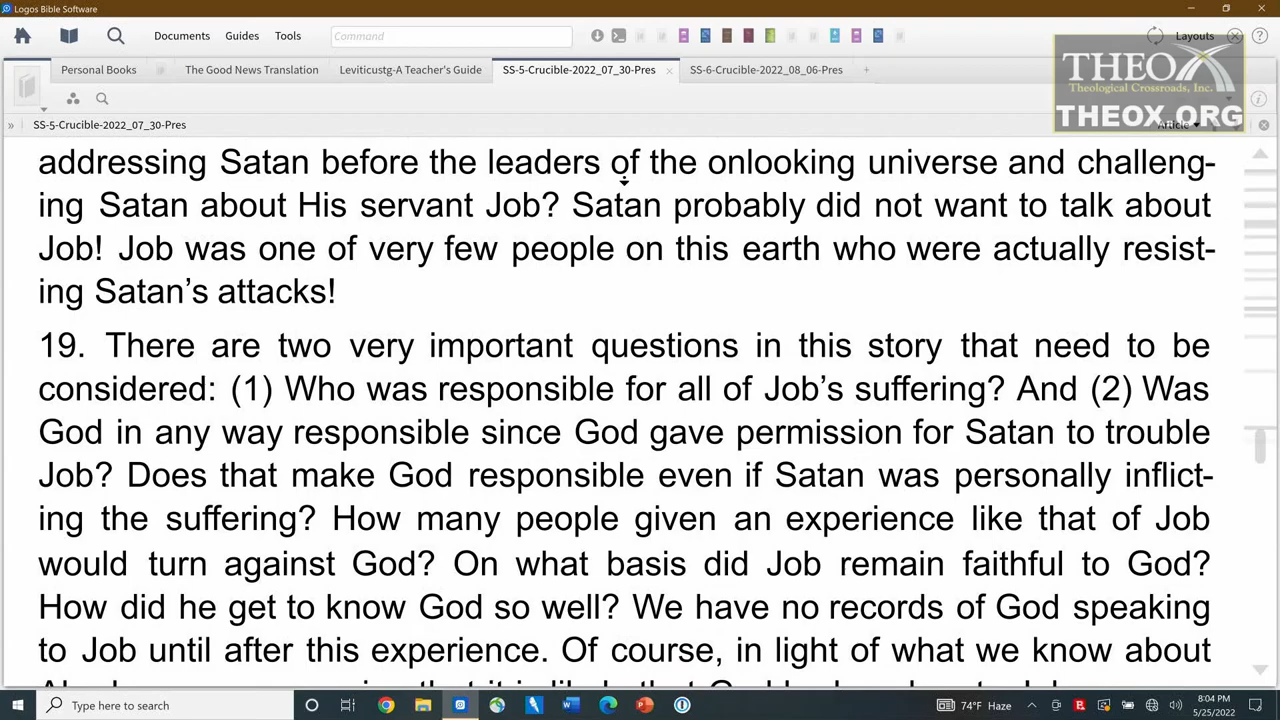 Logos Bible Software
Documents Guides Tools Command Layouts
THEOX
Theological Crossroads, Inc.
THEOX.ORG
Personal Books The Good News Translation Leviticustg A Teacher's Guide SS-5-Crucible-2022_07_30-Pres SS-6-Crucible-2022_08_06-Pres
SS-5-Crucible-2022_07_30-Pres Article
addressing Satan before the leaders of the onlooking universe and challeng-
ing Satan about His servant Job? Satan probably did not want to talk about
Job! Job was one of very few people on this earth who were actually resist-
ing Satan's attacks!
19. There are two very important questions in this story that need to be
considered: (1) Who was responsible for all of Job's suffering? And (2) Was
God in any way responsible since God gave permission for Satan to trouble
Job? Does that make God responsible even if Satan was personally inflict-
ing the suffering? How many people given an experience like that of Job
would turn against God? On what basis did Job remain faithful to God?
How did he get to know God so well? We have no records of God speaking
to Job until after this experience. Of course, in light of what we know about
Type here to search
74°F Haze
8:04 PM
5/25/2022